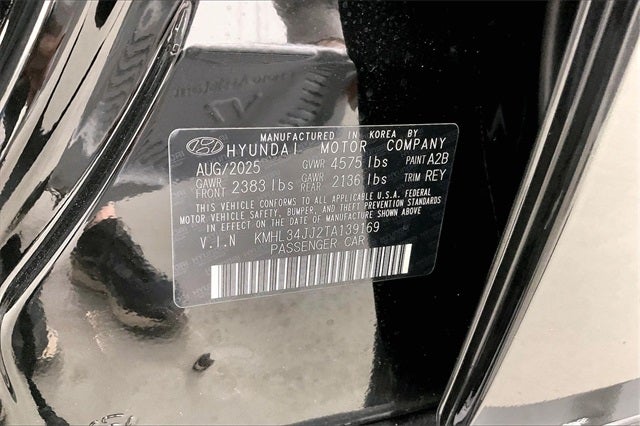 MANUFACTURED IN KOREA BY
HYUNDAI MOTOR COMPANY
AUG/2025 GVWR 4575 lbs PAINT A2B
GAWR FRONT 2383 lbs GAWR REAR 2136 lbs TRIM REY
THIS VEHICLE CONFORMS TO ALL APPLICABLE U.S.A. FEDERAL
MOTOR VEHICLE SAFETY, BUMPER, AND THEFT PREVENTION STANDARDS
IN EFFECT ON THE DATE OF MANUFACTURE SHOWN ABOVE
V.I.N KMHL34JJ2TA139169
PASSENGER CAR